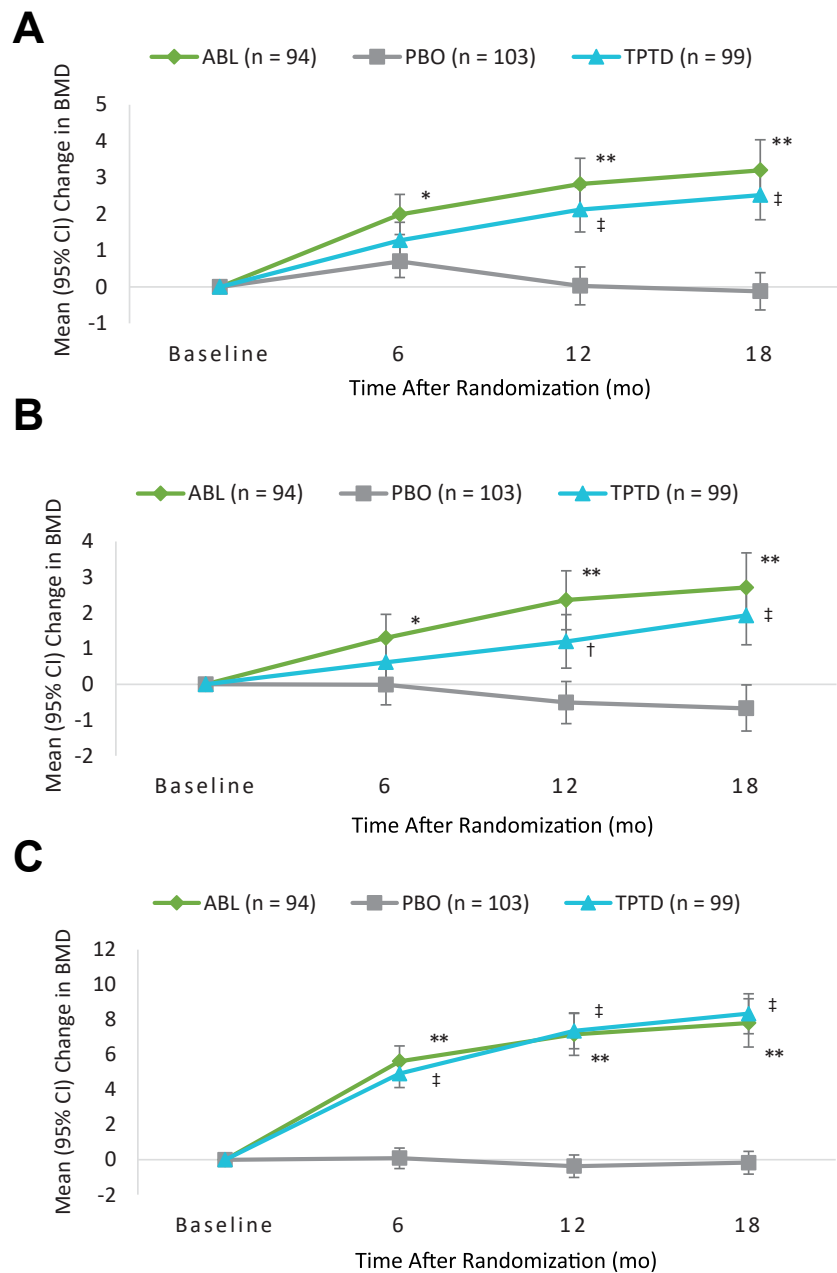 A
ABL (n = 94) PBO (n = 103) TPTD (n = 99)
Mean (95% CI) Change in BMD
5
4
3
2
1
0
-1
*
**
**
‡
‡
Baseline 6 12 18
Time After Randomization (mo)
B
ABL (n = 94) PBO (n = 103) TPTD (n = 99)
Mean (95% CI) Change in BMD
4
3
2
1
0
-1
-2
*
**
**
†
‡
Baseline 6 12 18
Time After Randomization (mo)
C
ABL (n = 94) PBO (n = 103) TPTD (n = 99)
Mean (95% CI) Change in BMD
12
10
8
6
4
2
0
-2
**
‡
‡
**
‡
**
Baseline 6 12 18
Time After Randomization (mo)